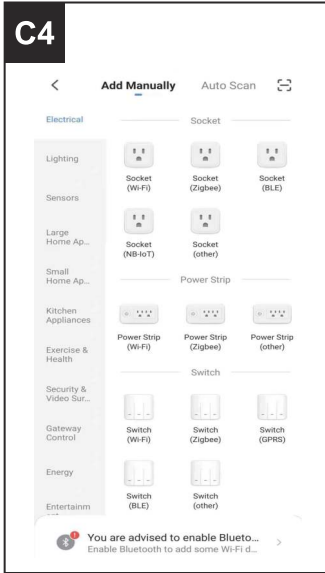 C4
Add Manually Auto Scan
Electrical
Lighting
Sensors
Large
Home Ap...
Small
Home Ap...
Kitchen
Appliances
Exercise &
Health
Security &
Video Sur...
Gateway
Control
Energy
Entertainm
Socket
Socket
(Wi-Fi)
Socket
(Zigbee)
Socket
(BLE)
Socket
(NB-IoT)
Socket
(other)
Power Strip
Power Strip
(Wi-Fi)
Power Strip
(Zigbee)
Power Strip
(other)
Switch
Switch
(Wi-Fi)
Switch
(Zigbee)
Switch
(GPRS)
Switch
(BLE)
Switch
(other)
You are advised to enable Blueto...
Enable Bluetooth to add some Wi-Fi d...